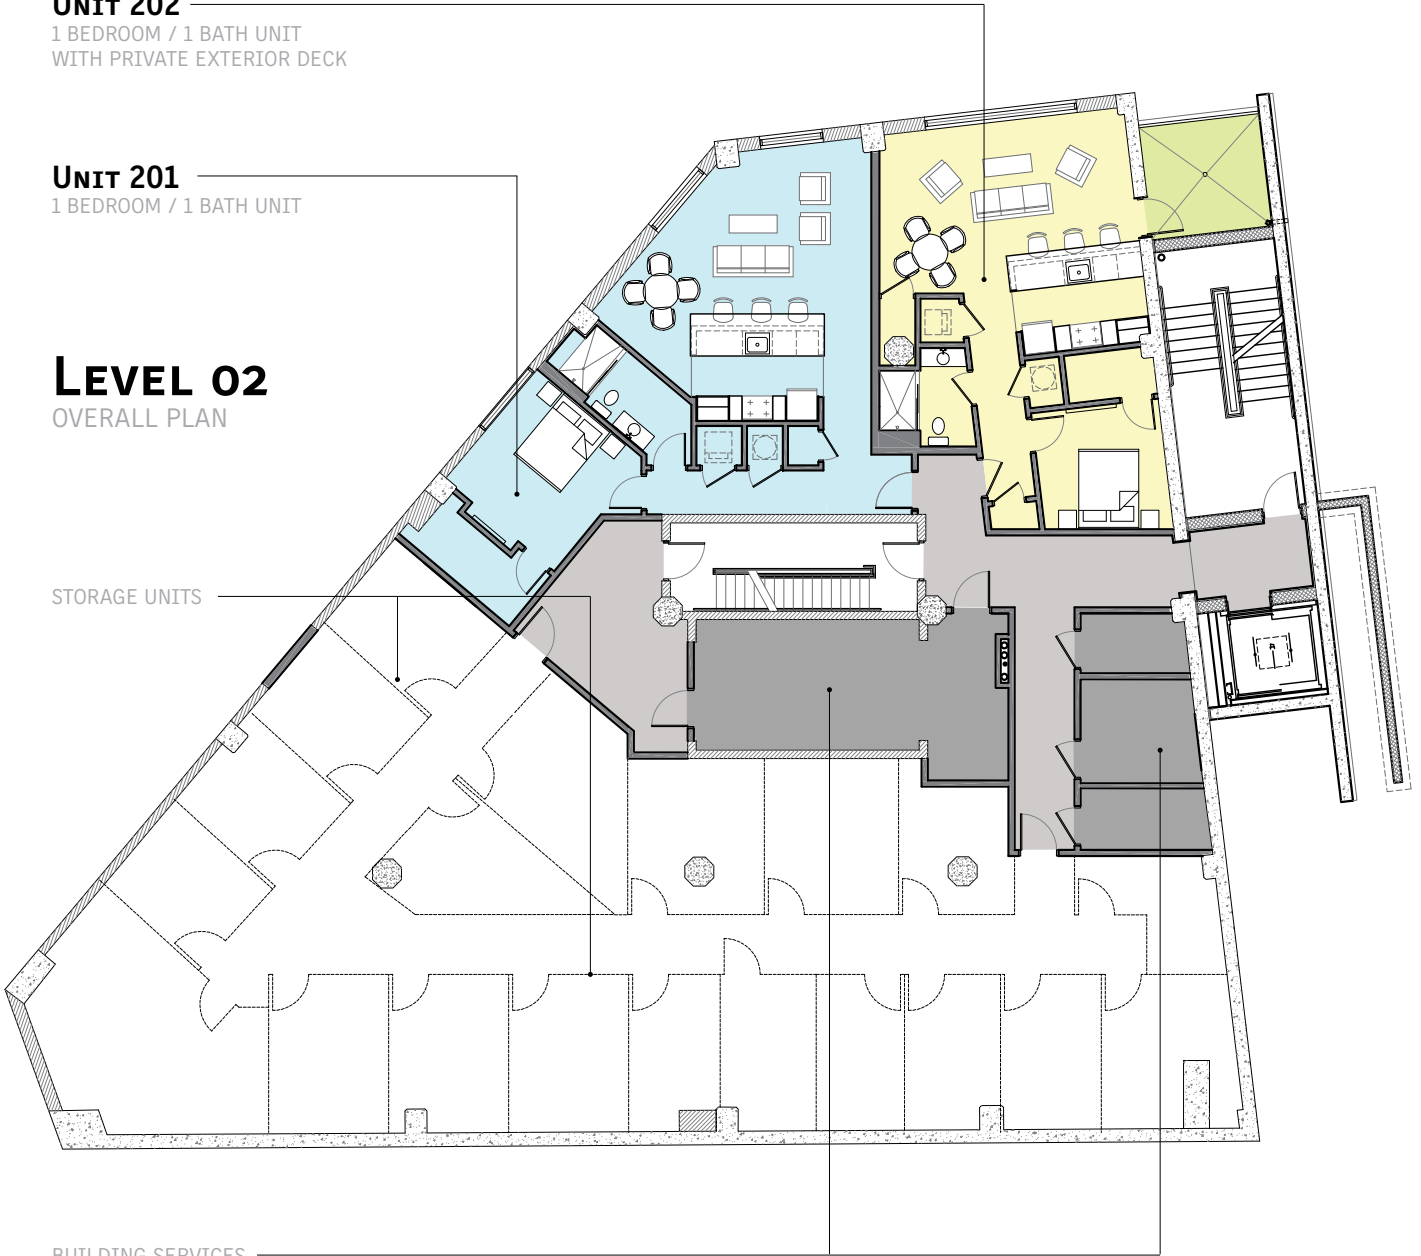 UNIT 202
1 BEDROOM / 1 BATH UNIT
WITH PRIVATE EXTERIOR DECK
UNIT 201
1 BEDROOM / 1 BATH UNIT
LEVEL 02
OVERALL PLAN
STORAGE UNITS
BUILDING SERVICES